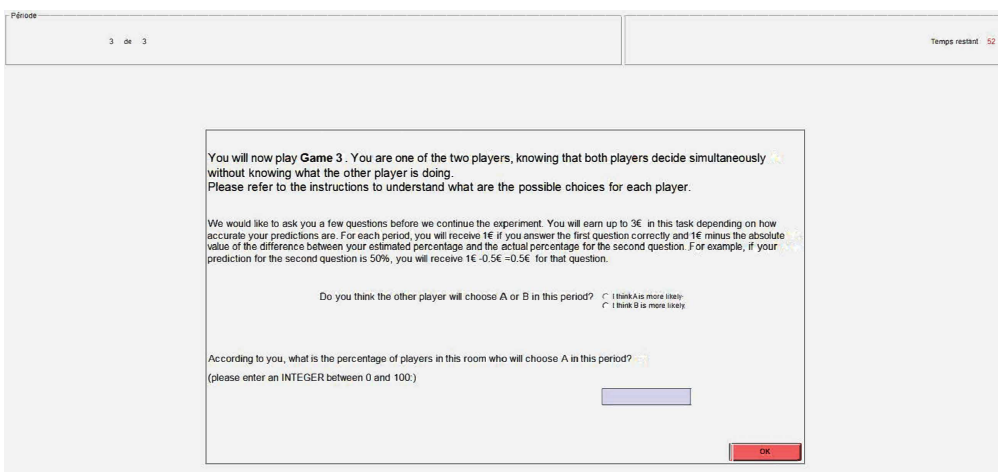 Période
3 de 3
Temps restant 52
You will now play Game 3 . You are one of the two players, knowing that both players decide simultaneously
without knowing what the other player is doing.
Please refer to the instructions to understand what are the possible choices for each player.
We would like to ask you a few questions before we continue the experiment. You will earn up to 3€ in this task depending on how
accurate your predictions are. For each period, you will receive 1€ if you answer the first question correctly and 1€ minus the absolute
value of the difference between your estimated percentage and the actual percentage for the second question. For example, if your
prediction for the second question is 50%, you will receive 1€ -0.5€ =0.5€ for that question.
Do you think the other player will choose A or B in this period?
I think A is more likely
I think B is more likely
According to you, what is the percentage of players in this room who will choose A in this period?
(please enter an INTEGER between 0 and 100:)
OK